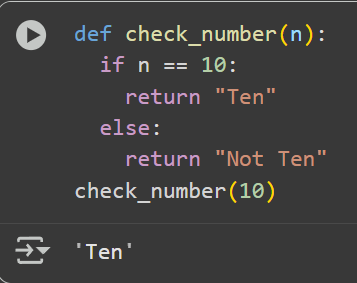 def check_number(n):
  if n == 10:
    return "Ten"
  else:
    return "Not Ten"
check_number(10)
'Ten'